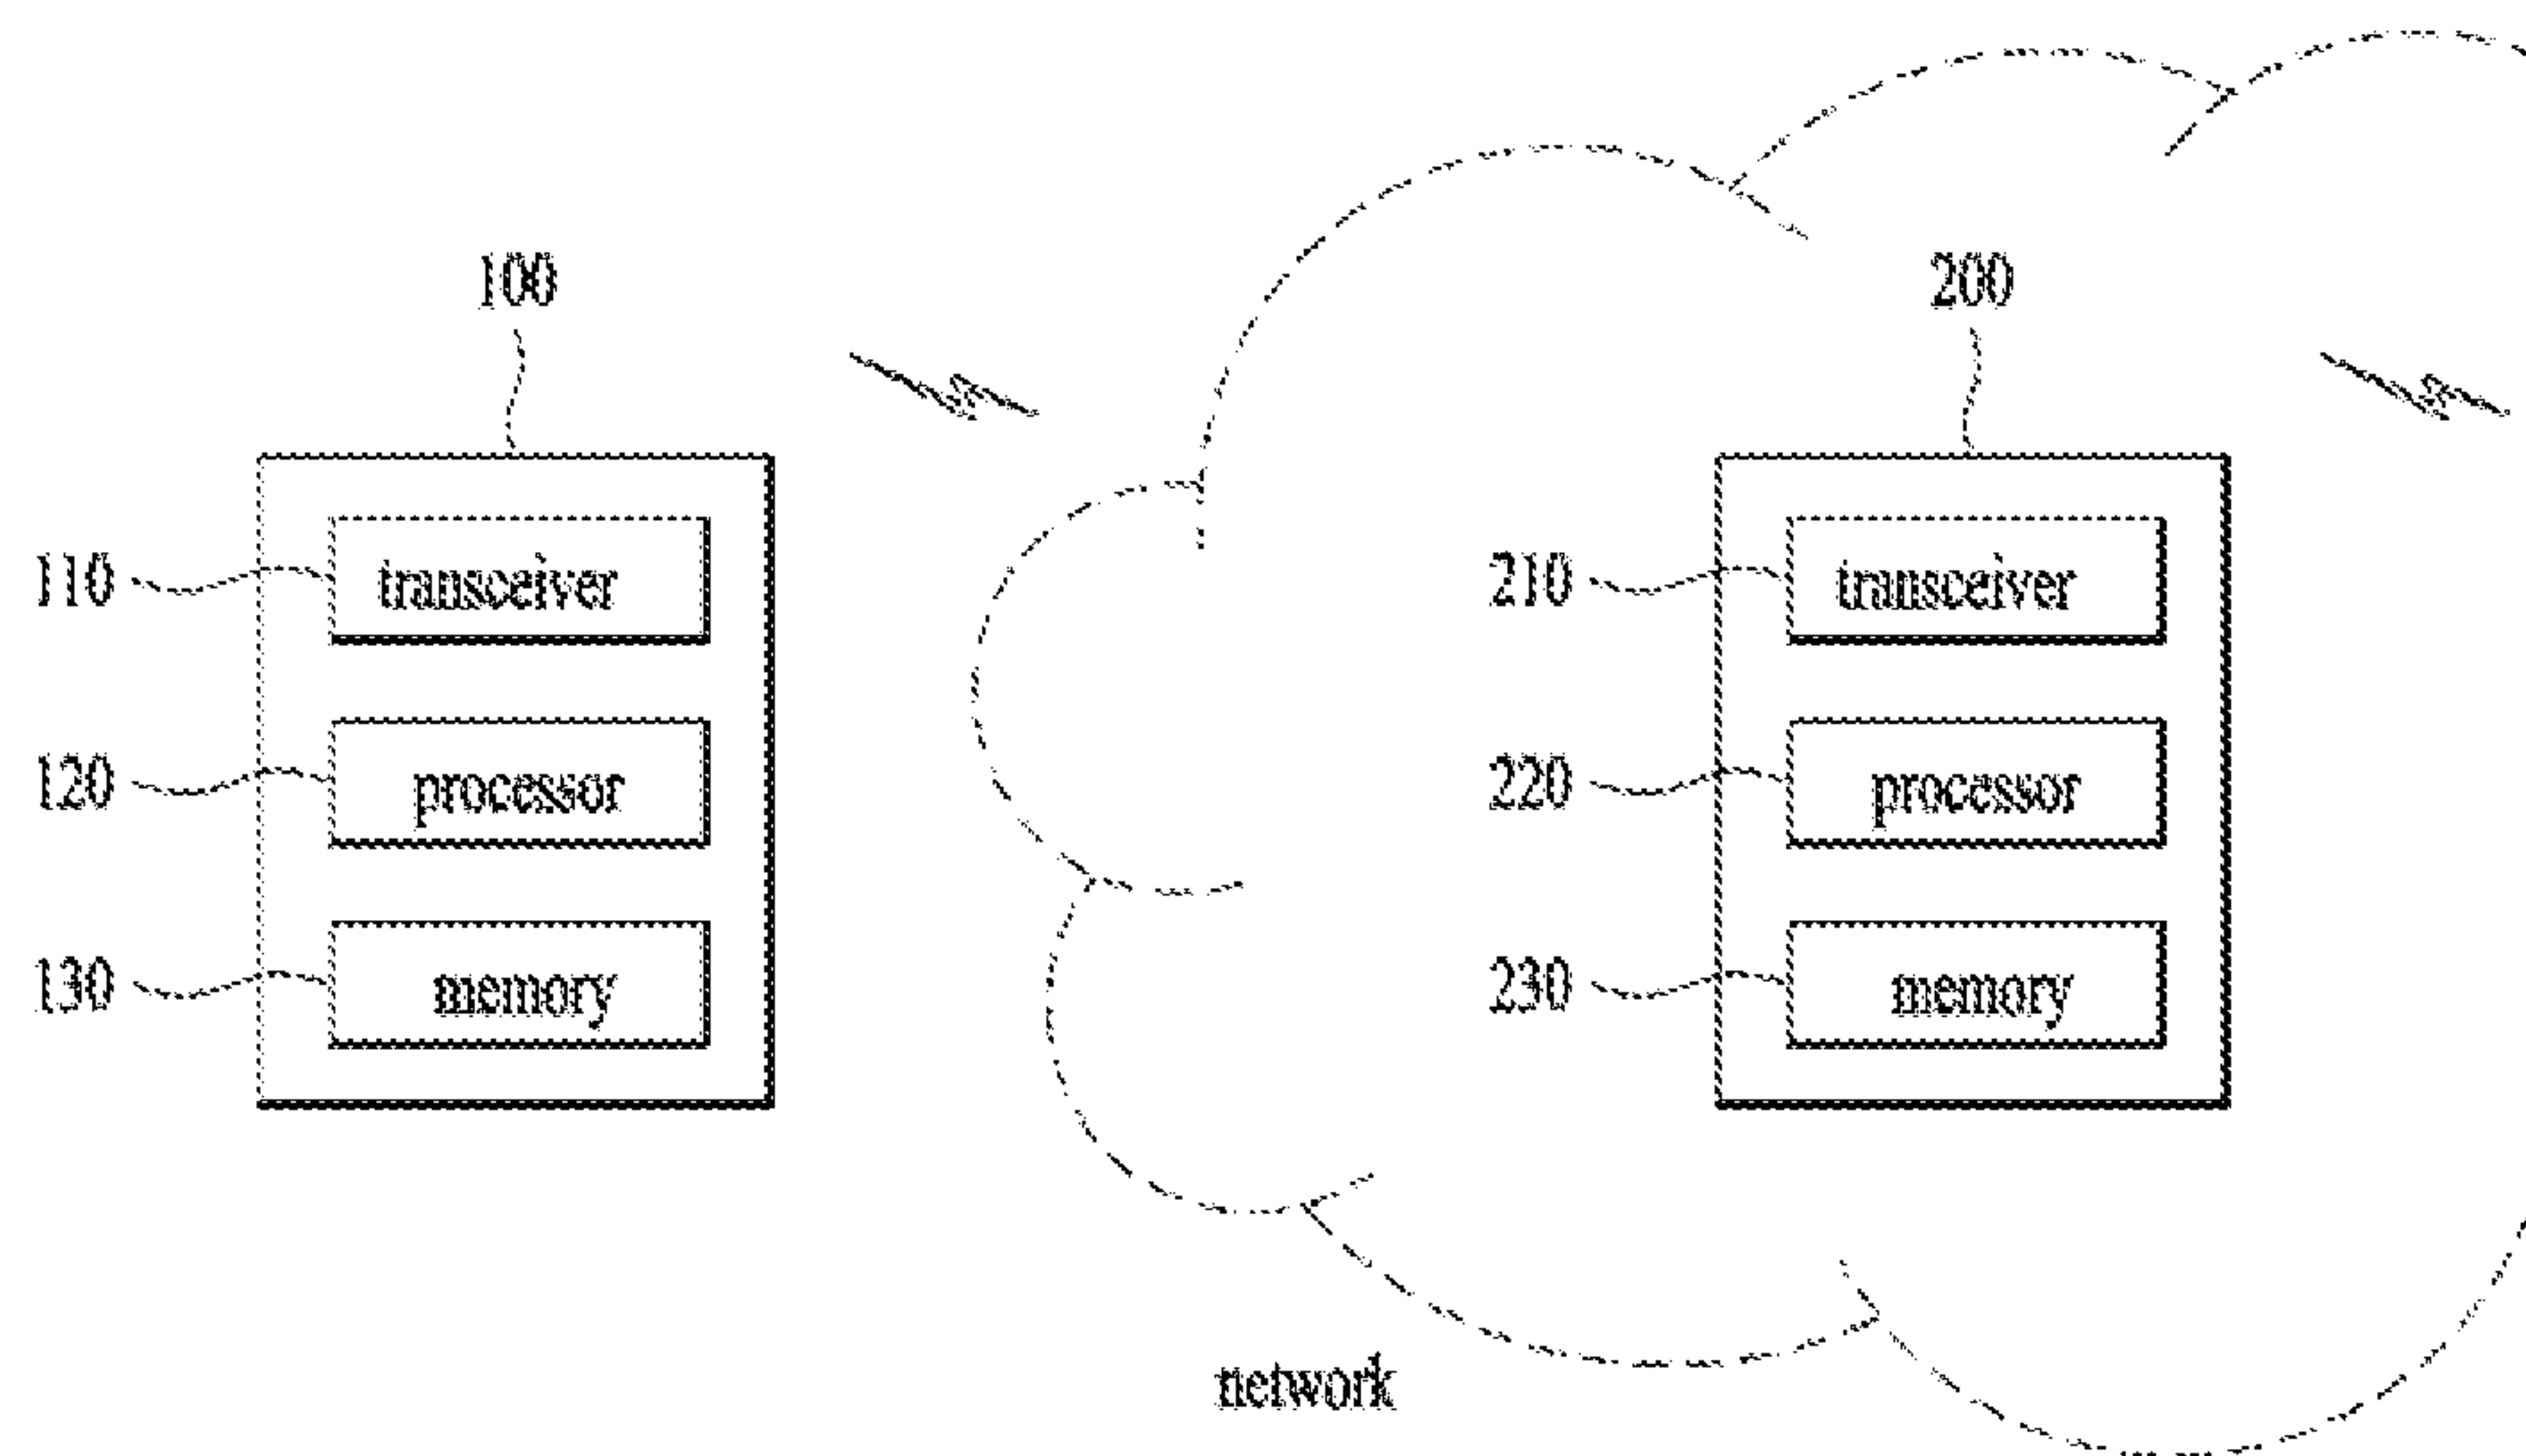 100
200
110 transceiver
210 transceiver
120 processor
220 processor
130 memory
230 memory
network